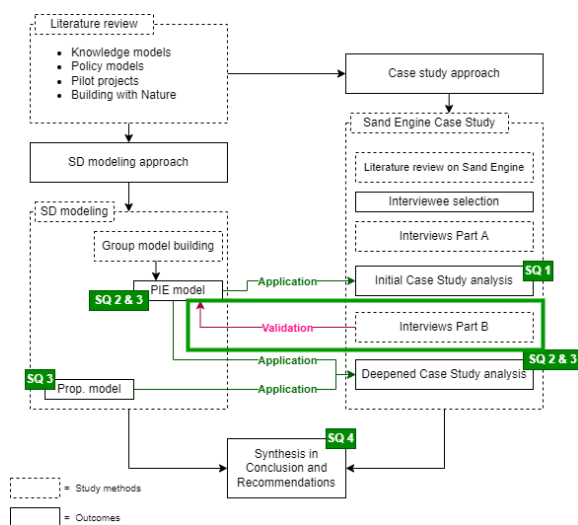 Literature review
Knowledge models
Policy models
Pilot projects
Building with Nature
Case study approach
SD modeling approach
Sand Engine Case Study
Literature review on Sand Engine
Interviewee selection
Interviews Part A
SD modeling
Group model building
PIE model
SQ 2 & 3
Application
Initial Case Study analysis
SQ 1
Validation
Interviews Part B
Application
SQ 2 & 3
Deepened Case Study analysis
SQ 3
Prop. model
Application
SQ 4
Synthesis in
Conclusion and
Recommendations
= Study methods
= Outcomes